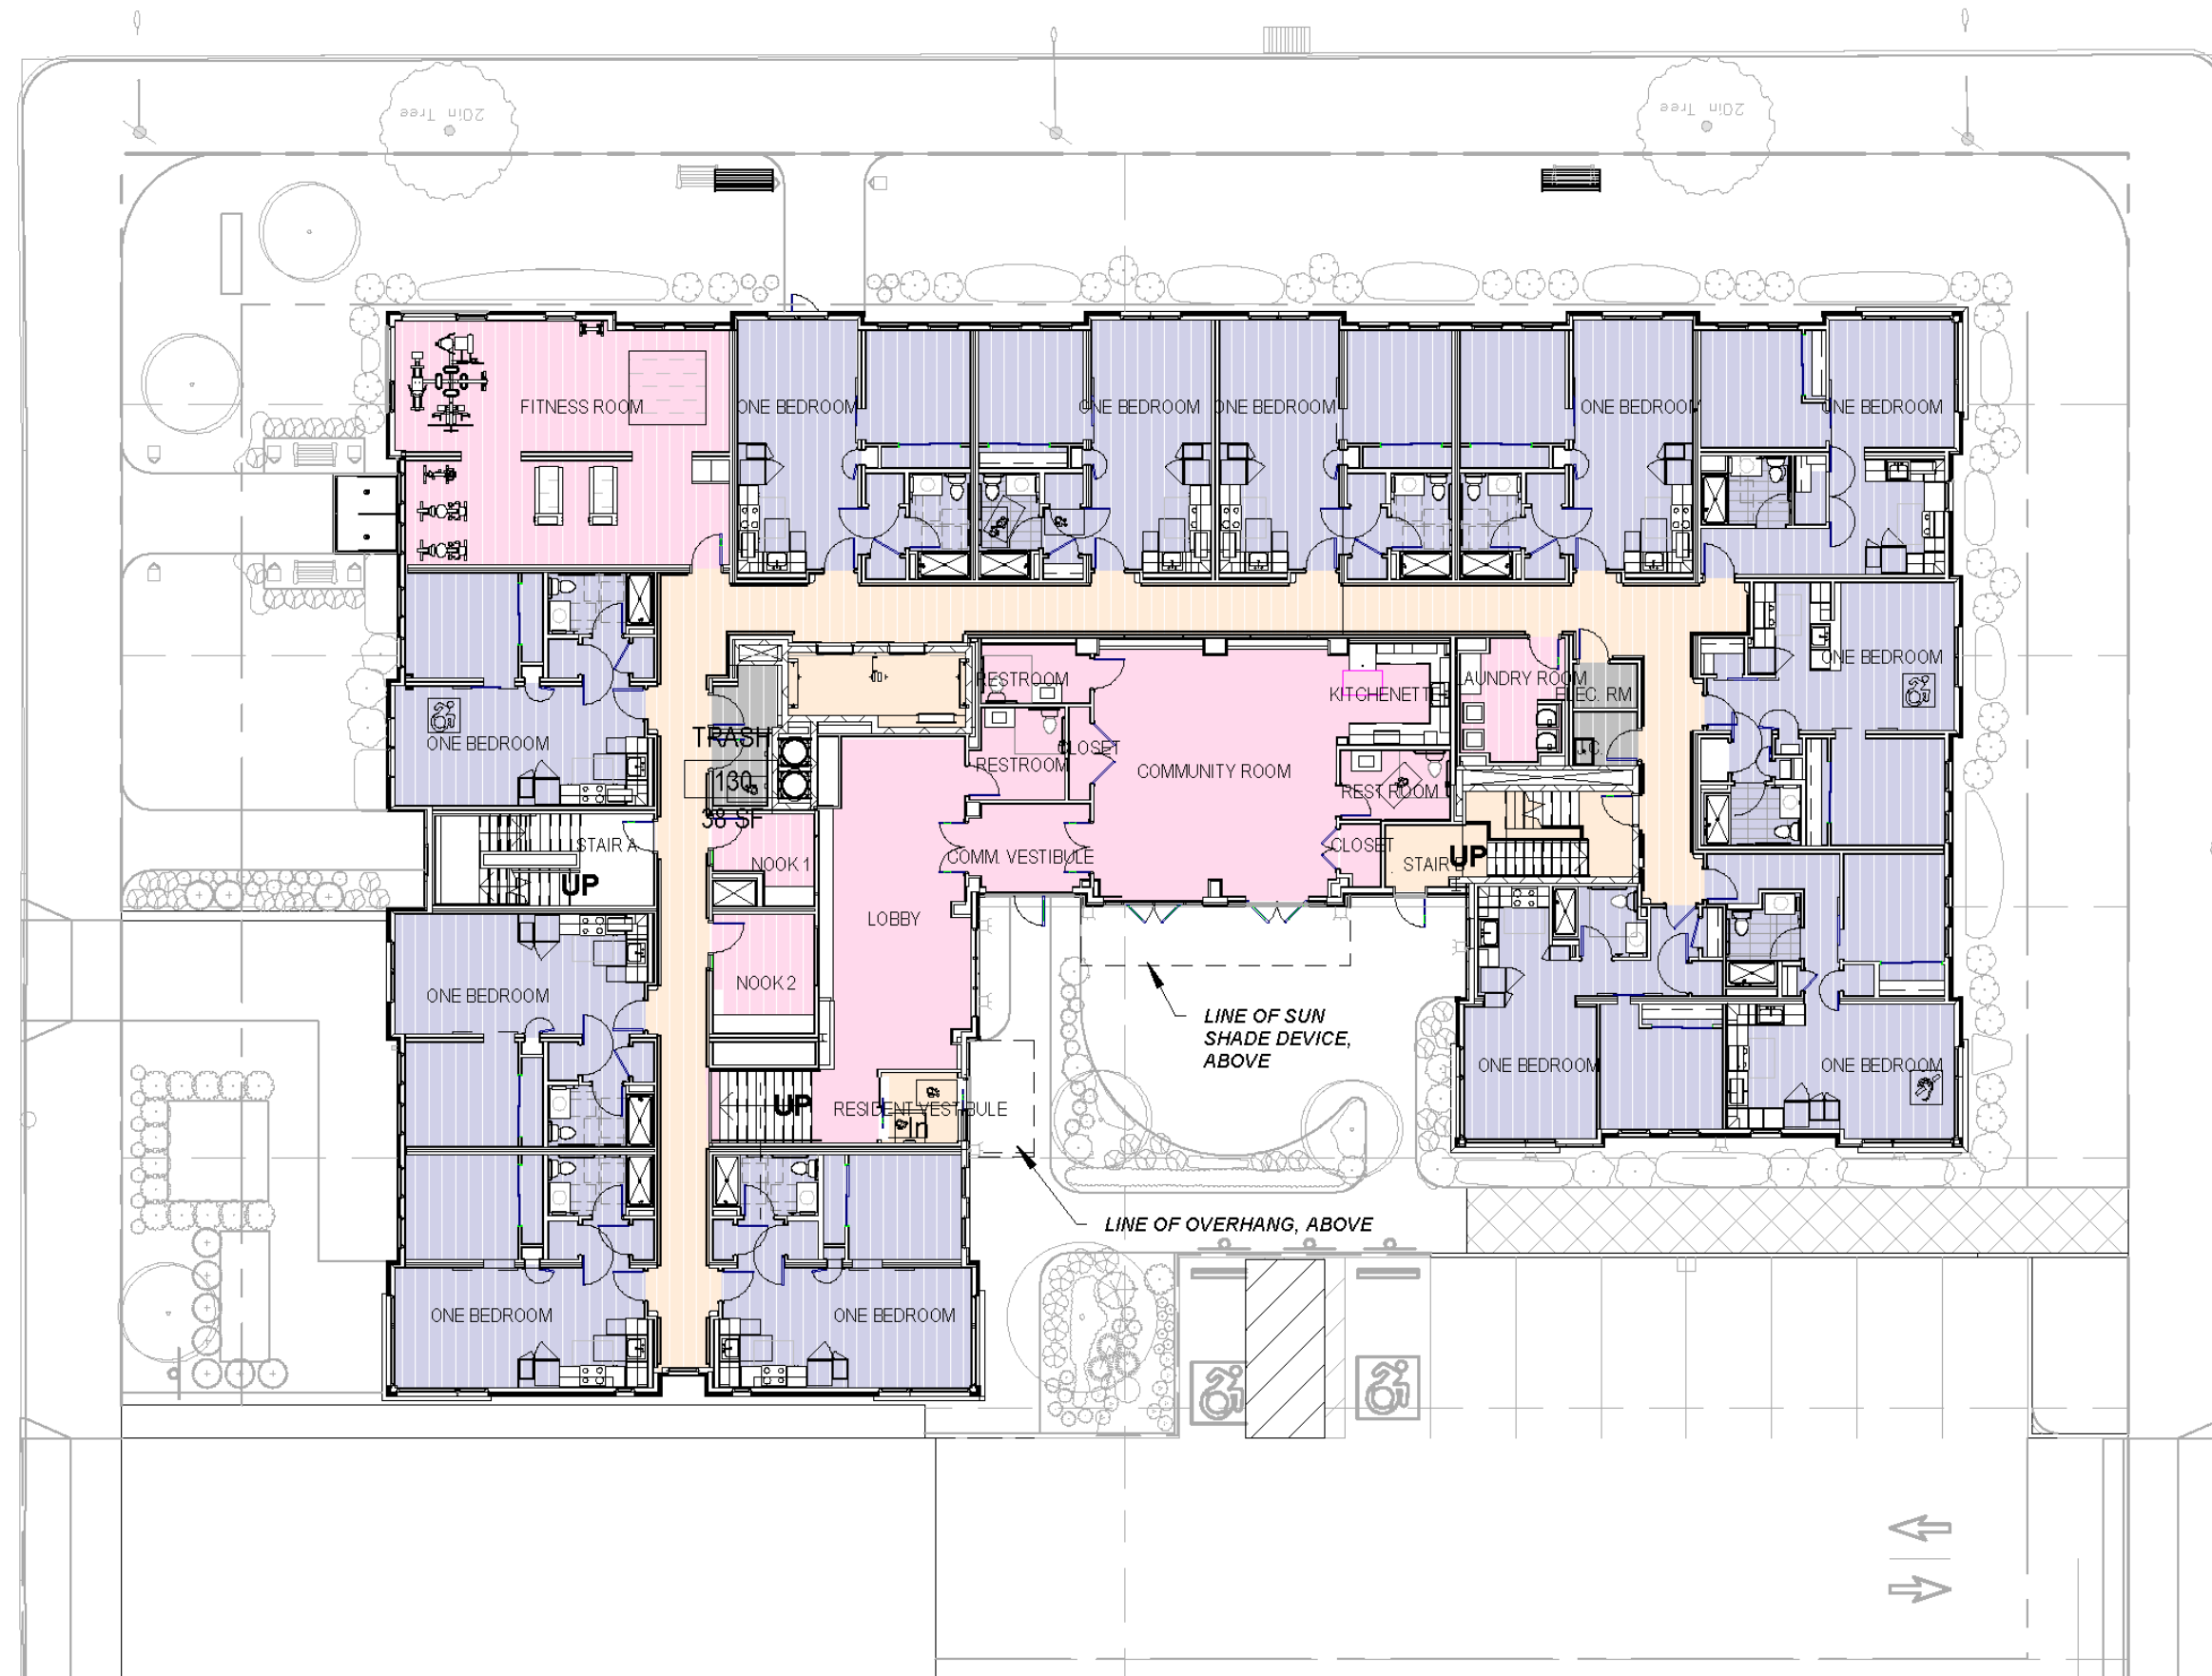 20in Tree
20in Tree
FITNESS ROOM
ONE BEDROOM
ONE BEDROOM
ONE BEDROOM
ONE BEDROOM
ONE BEDROOM
RESTROOM
KITCHENETTE
LAUNDRY ROOM
ELEC. RM
ONE BEDROOM
ONE BEDROOM
TRASH
130
38 SF
RESTROOM
CLOSET
COMMUNITY ROOM
J.C.
REST ROOM
STAIR A
UP
NOOK 1
COMM. VESTIBULE
CLOSET
STAIR B
UP
LOBBY
NOOK 2
ONE BEDROOM
LINE OF SUN
SHADE DEVICE,
ABOVE
ONE BEDROOM
ONE BEDROOM
UP
RESIDENT VESTIBULE
In
LINE OF OVERHANG, ABOVE
ONE BEDROOM
ONE BEDROOM